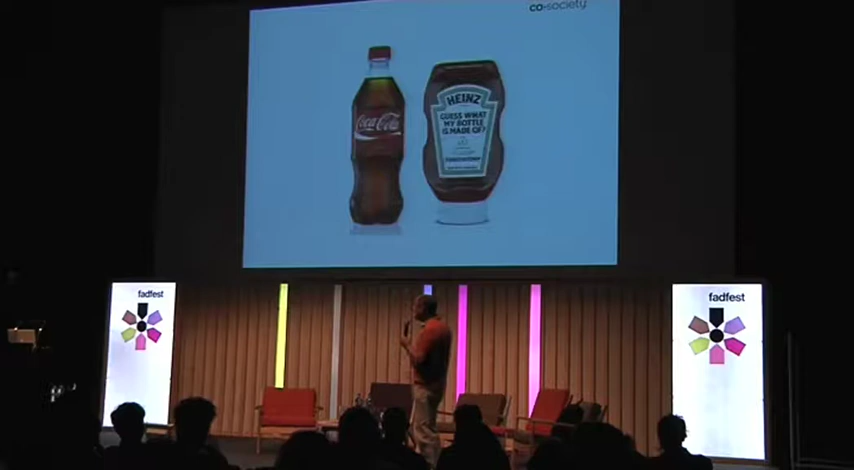 co-society
Coca-Cola
HEINZ
GUESS WHAT
MY BOTTLE
IS MADE OF?
fadfest
fadfest